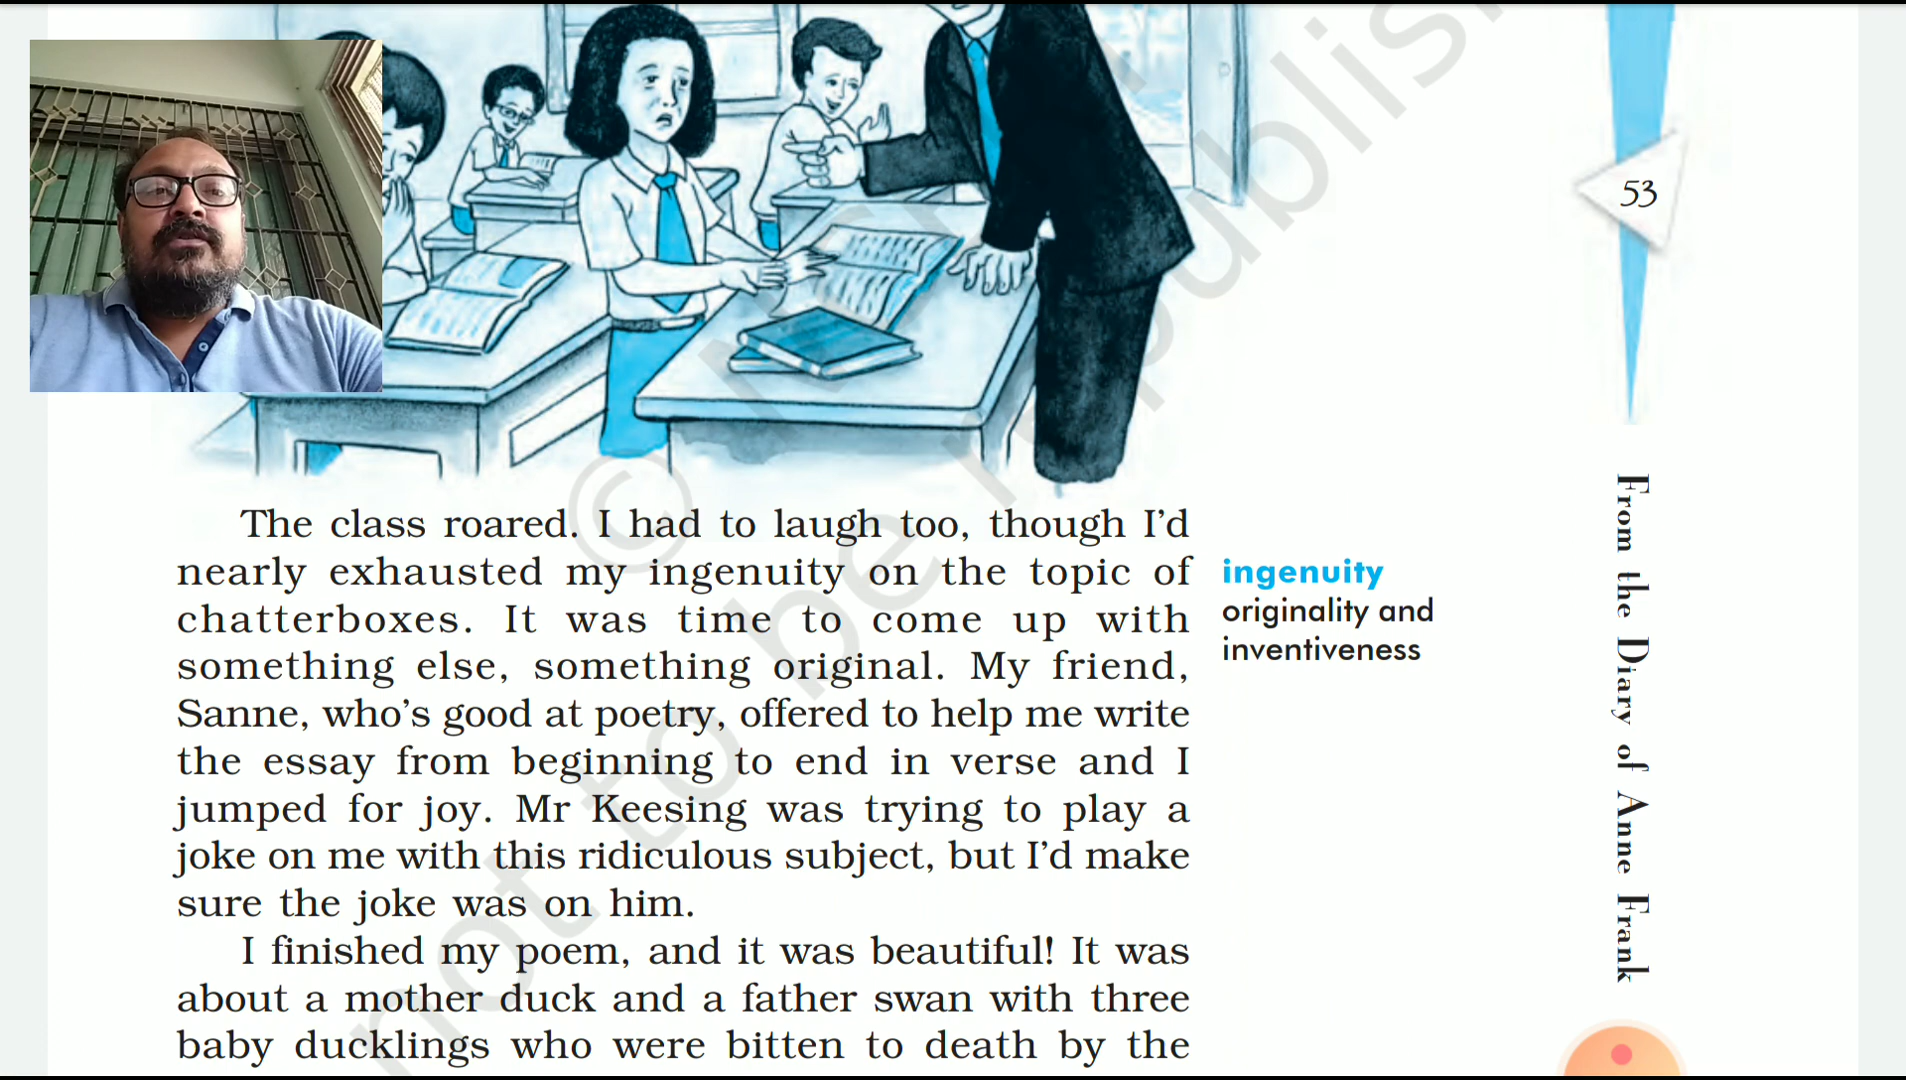 The class roared. I had to laugh too, though I'd
nearly exhausted my ingenuity on the topic of
chatterboxes. It was time to come up with
something else, something original. My friend,
Sanne, who's good at poetry, offered to help me write
the essay from beginning to end in verse and I
jumped for joy. Mr Keesing was trying to play a
joke on me with this ridiculous subject, but I'd make
sure the joke was on him.
I finished my poem, and it was beautiful! It was
about a mother duck and a father swan with three
baby ducklings who were bitten to death by the
ingenuity
originality and
inventiveness
53
From the Diary of Anne Frank
©
not to be republis